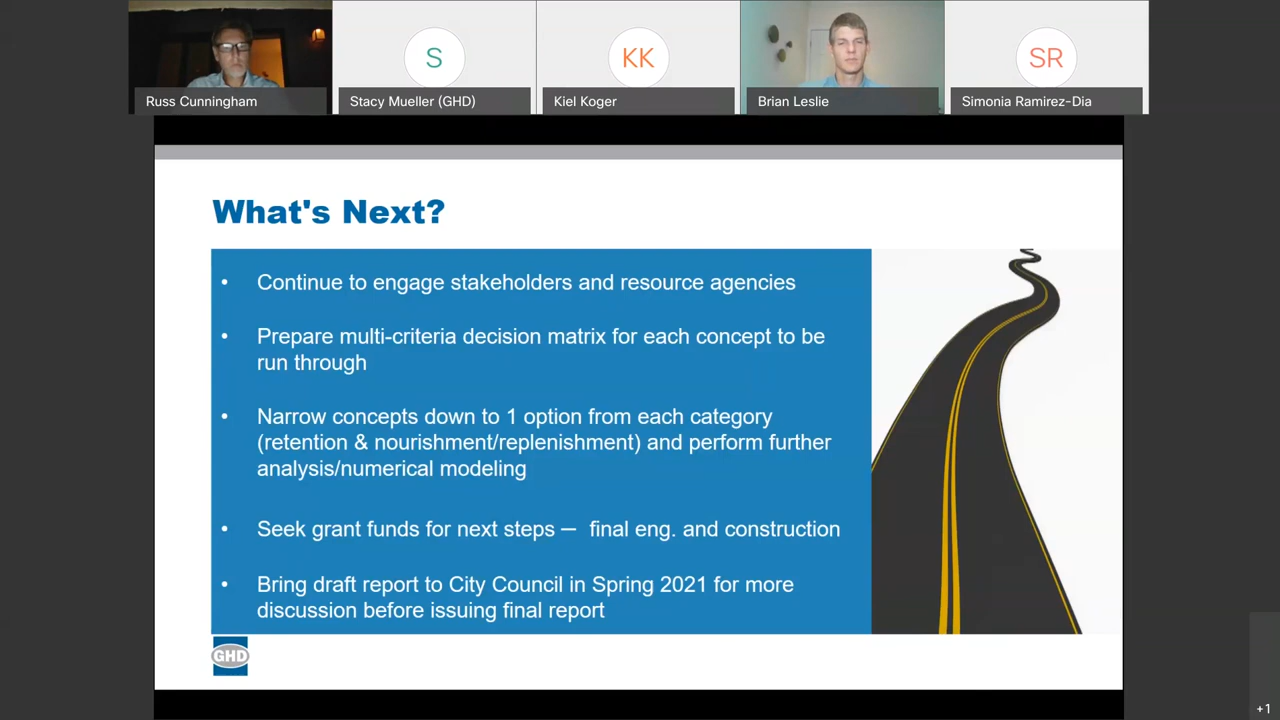 S
KK
SR
Russ Cunningham
Stacy Mueller (GHD)
Kiel Koger
Brian Leslie
Simonia Ramirez-Dia
What's Next?
• Continue to engage stakeholders and resource agencies
• Prepare multi-criteria decision matrix for each concept to be
run through
• Narrow concepts down to 1 option from each category
(retention & nourishment/replenishment) and perform further
analysis/numerical modeling
• Seek grant funds for next steps – final eng. and construction
• Bring draft report to City Council in Spring 2021 for more
discussion before issuing final report
GHD
+1